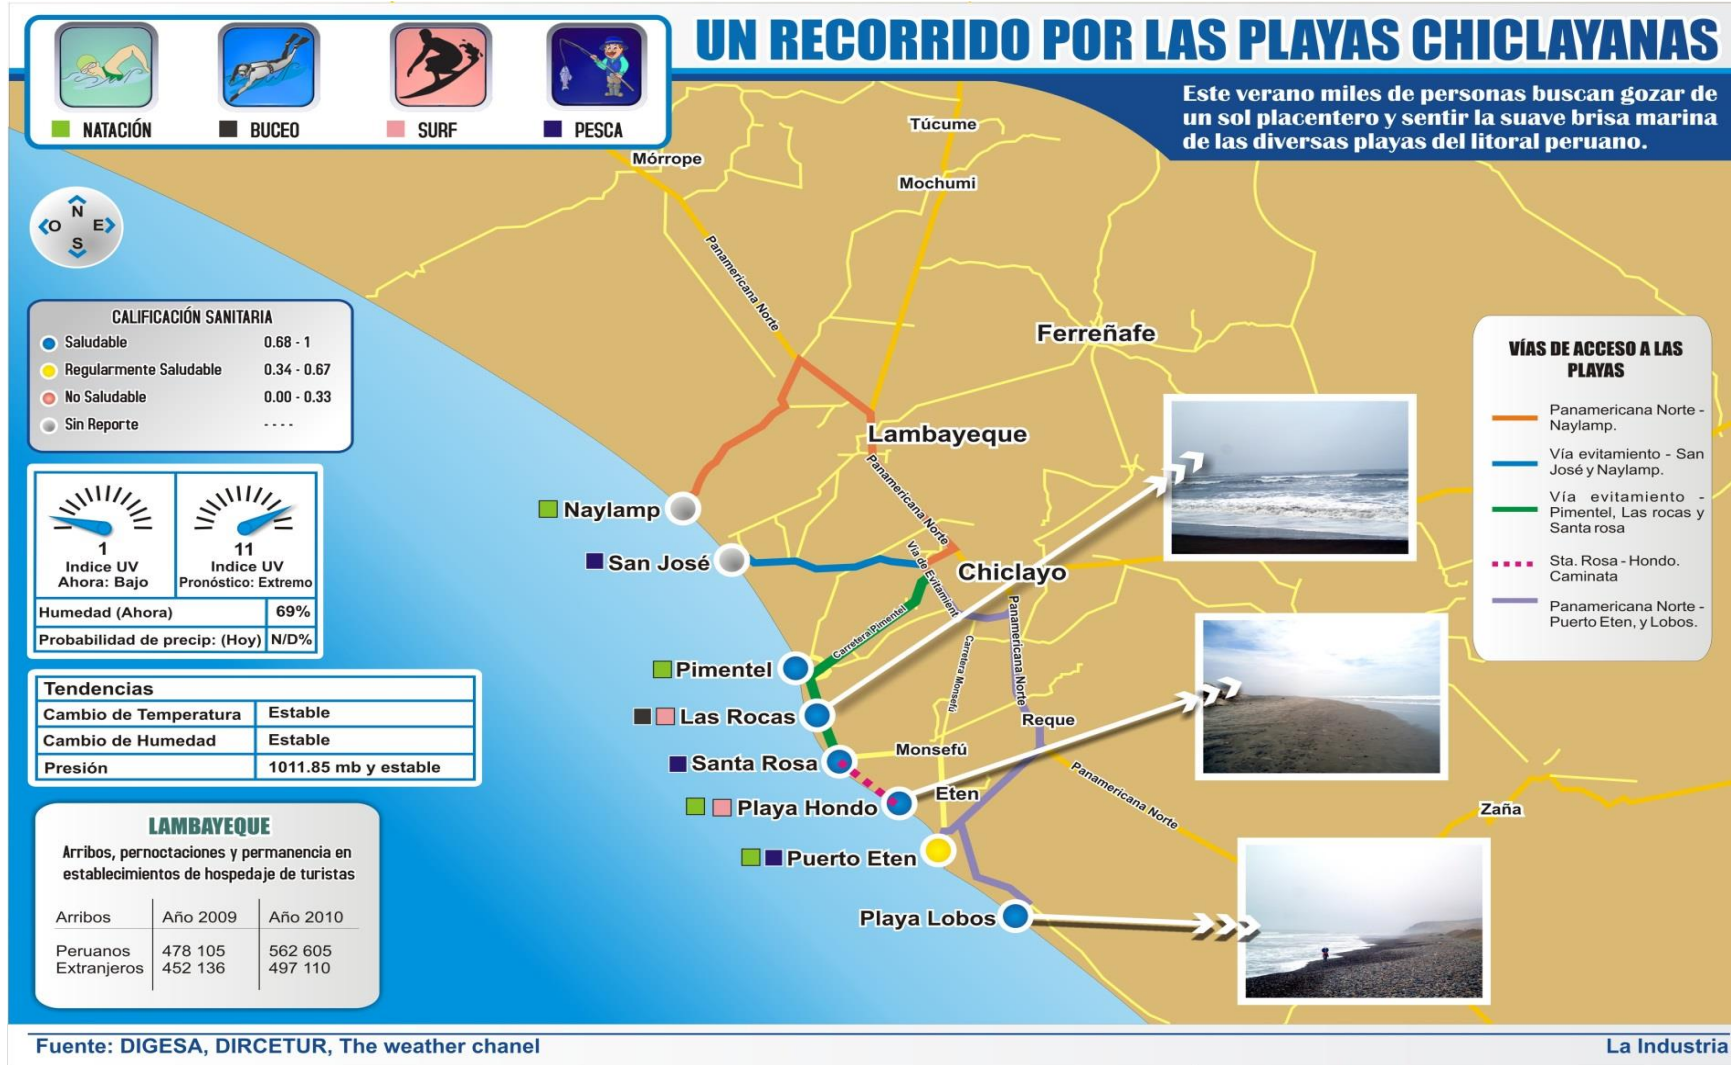 UN RECORRIDO POR LAS PLAYAS CHICLAYANAS
Este verano miles de personas buscan gozar de
un sol placentero y sentir la suave brisa marina
de las diversas playas del litoral peruano.
NATACIÓN
BUCEO
SURF
PESCA
N
O
E
S
CALIFICACIÓN SANITARIA
Saludable 0.68 - 1
Regularmente Saludable 0.34 - 0.67
No Saludable 0.00 - 0.33
Sin Reporte - - - -
1
Indice UV
Ahora: Bajo
11
Indice UV
Pronóstico: Extremo
Humedad (Ahora) 69%
Probabilidad de precip: (Hoy) N/D%
Tendencias
Cambio de Temperatura Estable
Cambio de Humedad Estable
Presión 1011.85 mb y estable
LAMBAYEQUE
Arribos, pernoctaciones y permanencia en
establecimientos de hospedaje de turistas
Arribos Año 2009 Año 2010
Peruanos 478 105 562 605
Extranjeros 452 136 497 110
Túcume
Mórrope
Mochumi
Panamericana Norte
Ferreñafe
Lambayeque
Panamericana Norte
Naylamp
San José
Vía de Evitamient
Chiclayo
Carretera Pimentel
Panamericana Norte
Carretera Monsefú
Pimentel
Las Rocas
Reque
Santa Rosa
Monsefú
Panamericana Norte
Playa Hondo
Eten
Zaña
Puerto Eten
Playa Lobos
VÍAS DE ACCESO A LAS
PLAYAS
Panamericana Norte -
Naylamp.
Vía evitamiento - San
José y Naylamp.
Vía evitamiento -
Pimentel, Las rocas y
Santa rosa
Sta. Rosa - Hondo.
Caminata
Panamericana Norte -
Puerto Eten, y Lobos.
Fuente: DIGESA, DIRCETUR, The weather chanel
La Industria